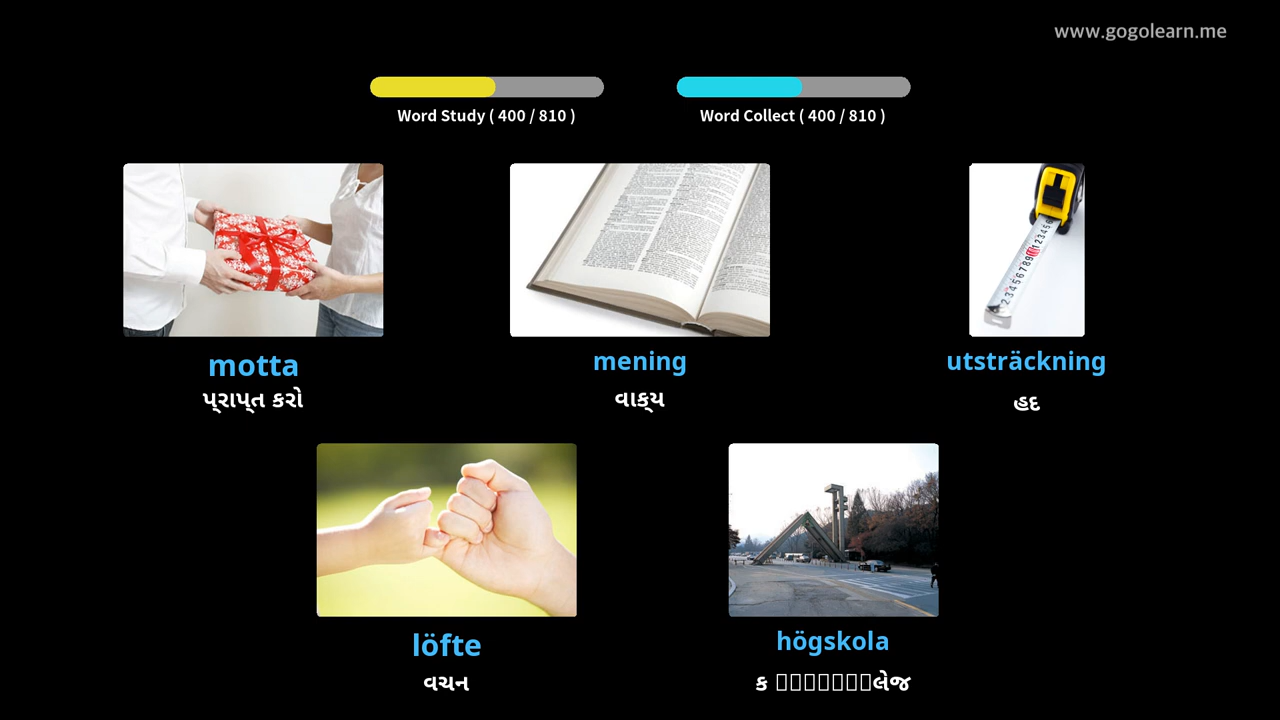 www.gogolearn.me
Word Study ( 400 / 810 )
Word Collect ( 400 / 810 )
motta
પ્રાપ્ત કરો
mening
વાક્ય
utsträckning
હદ
löfte
વચન
högskola
ક લેજ